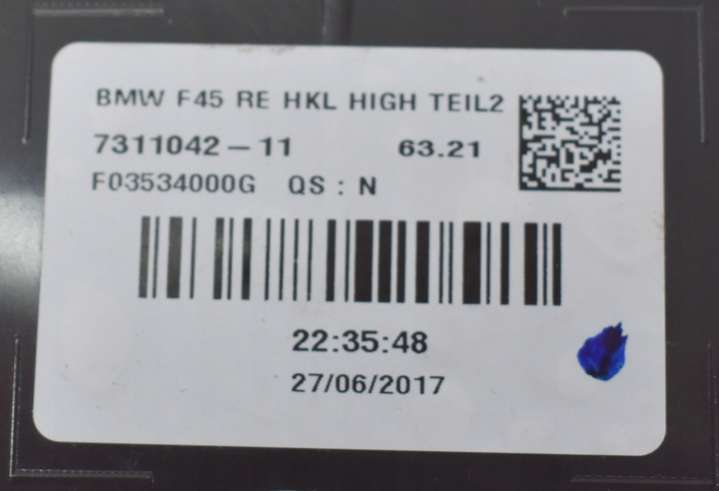 BMW F45 RE HKL HIGH TEIL2
7311042-11 63.21
F03534000G QS : N
22:35:48
27/06/2017